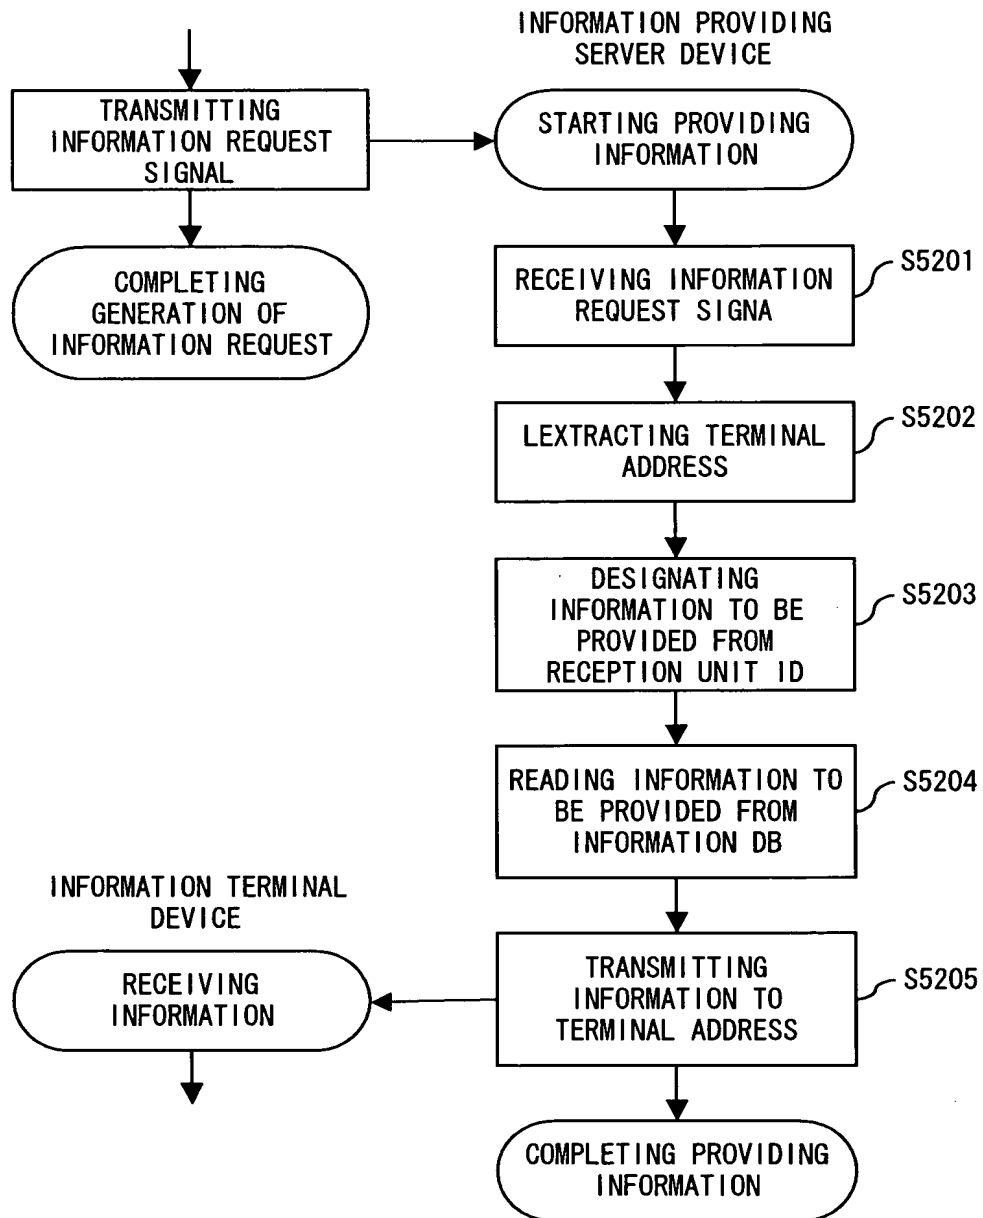 INFORMATION PROVIDING
SERVER DEVICE
TRANSMITTING
INFORMATION REQUEST
SIGNAL
STARTING PROVIDING
INFORMATION
COMPLETING
GENERATION OF
INFORMATION REQUEST
RECEIVING INFORMATION
REQUEST SIGNA
S5201
LEXTRACTING TERMINAL
ADDRESS
S5202
DESIGNATING
INFORMATION TO BE
PROVIDED FROM
RECEPTION UNIT ID
S5203
READING INFORMATION TO
BE PROVIDED FROM
INFORMATION DB
S5204
INFORMATION TERMINAL
DEVICE
RECEIVING
INFORMATION
TRANSMITTING
INFORMATION TO
TERMINAL ADDRESS
S5205
COMPLETING PROVIDING
INFORMATION